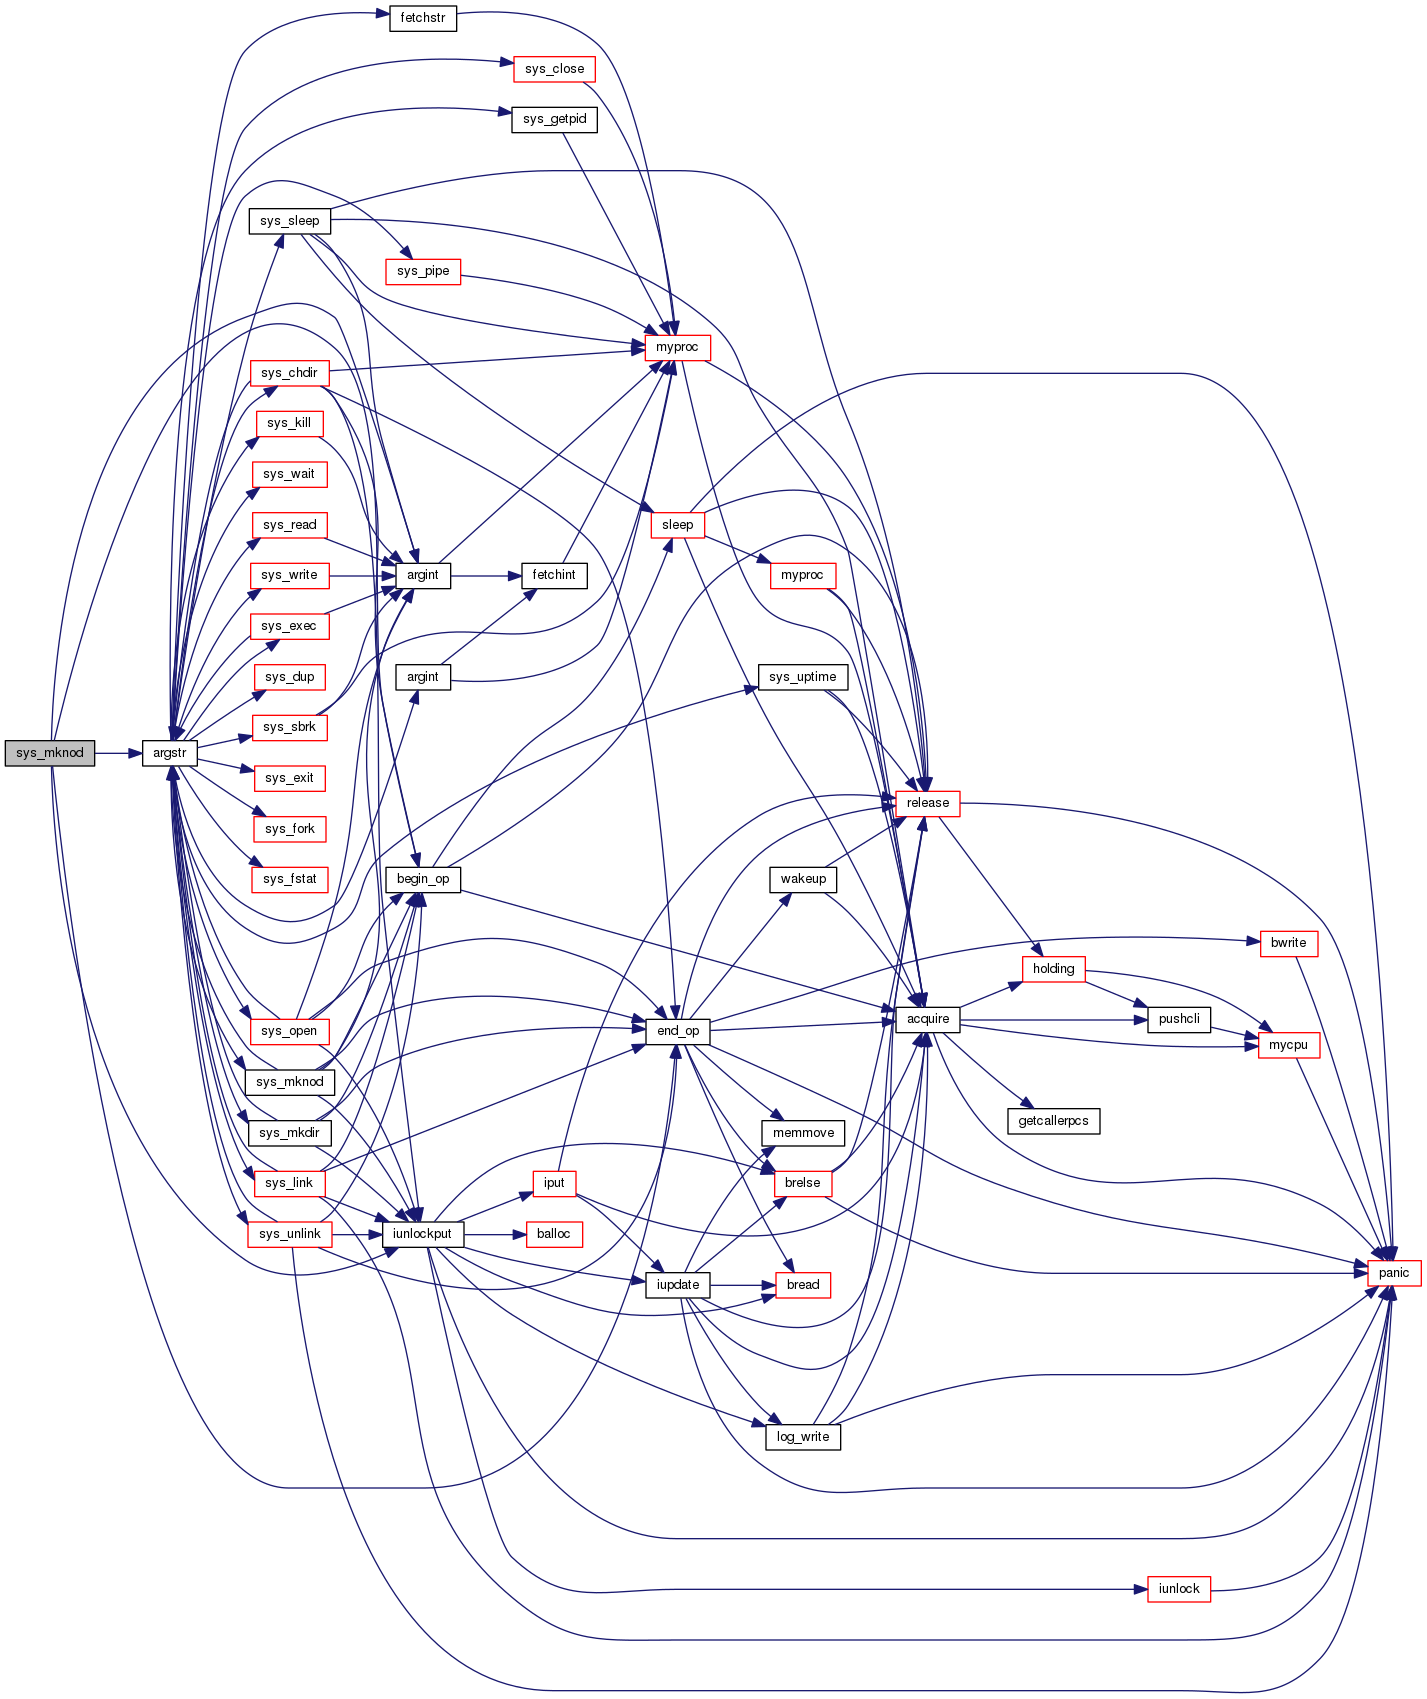 fetchstr
sys_close
sys_getpid
sys_sleep
sys_pipe
myproc
sys_chdir
sys_kill
sys_wait
sys_read
sleep
sys_write
argint
fetchint
myproc
sys_exec
sys_dup
argint
sys_uptime
sys_sbrk
sys_mknod
argstr
sys_exit
release
sys_fork
sys_fstat
begin_op
wakeup
bwrite
holding
sys_open
end_op
acquire
pushcli
mycpu
sys_mknod
getcallerpcs
sys_mkdir
memmove
sys_link
iput
brelse
sys_unlink
iunlockput
balloc
iupdate
bread
panic
log_write
iunlock